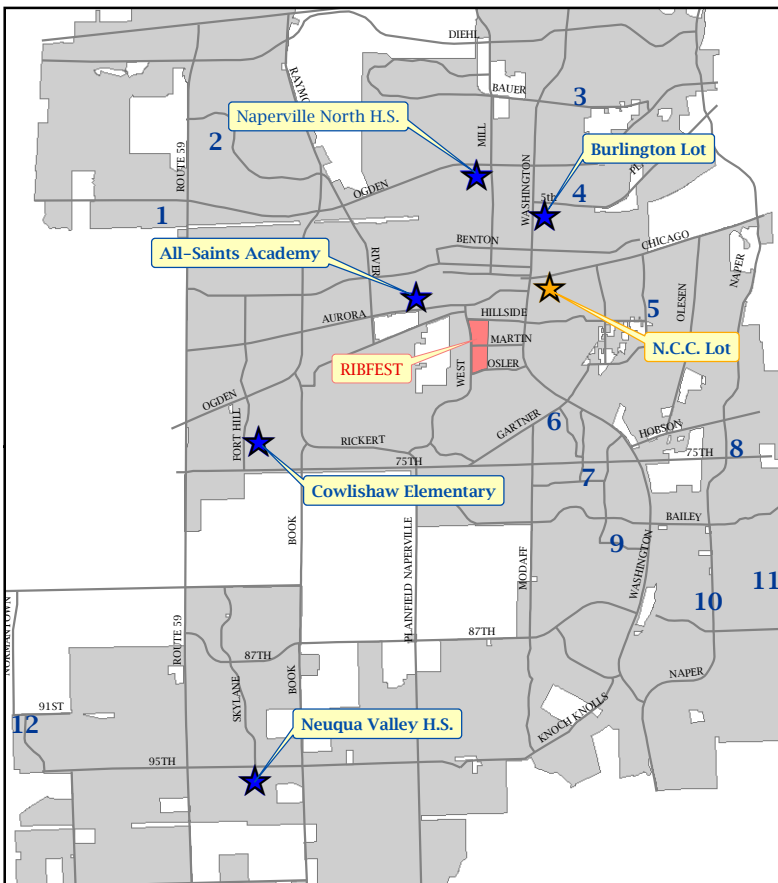 DIEHL
RAYMO
BAUER
3
Naperville North H.S.
MILL
2
ROUTE 59
WASHINGTON
Burlington Lot
PL
OGDEN
5th
4
1
BENTON
CHICAGO
All-Saints Academy
RIVER
NAPER
OLESEN
AURORA
HILLSIDE
5
MARTIN
N.C.C. Lot
RIBFEST
WEST
OSLER
OGDEN
GARTNER
6
FORT HILL
RICKERT
HOBSON
8
75TH
75TH
7
Cowlishaw Elementary
BOOK
PLAINFIELD NAPERVILLE
BAILEY
MODAFF
9
WASHINGTON
11
10
NORMANTOWN
ROUTE 59
87TH
87TH
BOOK
NAPER
SKYLANE
91ST
12
Neuqua Valley H.S.
KNOCH KNOLLS
95TH